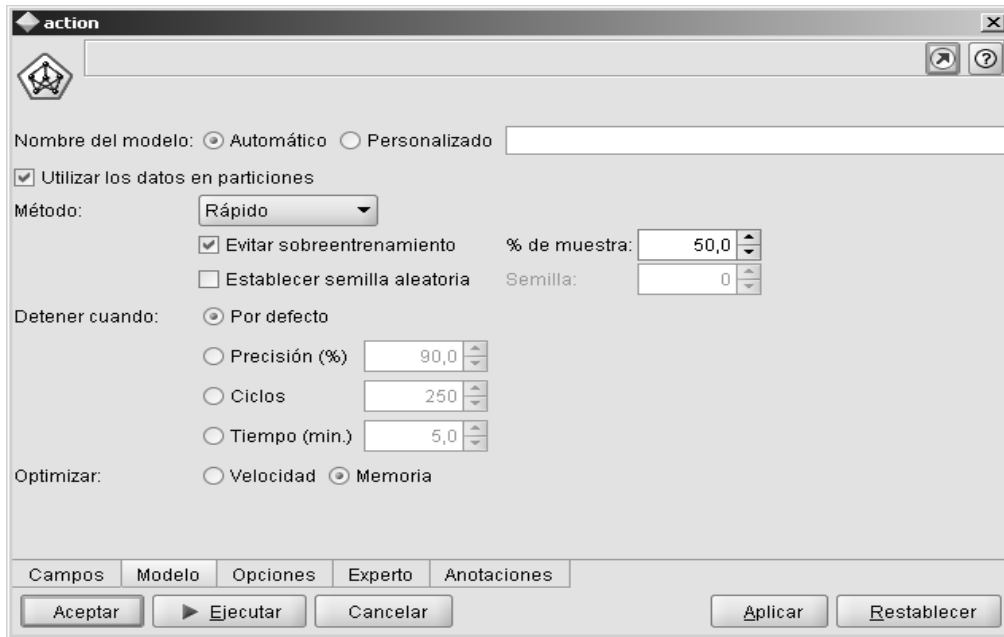 action
Nombre del modelo: Automático Personalizado
Utilizar los datos en particiones
Método: Rápido
Evitar sobreentrenamiento % de muestra: 50,0
Establecer semilla aleatoria Semilla: 0
Detener cuando: Por defecto
Precisión (%) 90,0
Ciclos 250
Tiempo (min.) 5,0
Optimizar: Velocidad Memoria
Campos Modelo Opciones Experto Anotaciones
Aceptar Ejecutar Cancelar Aplicar Restablecer